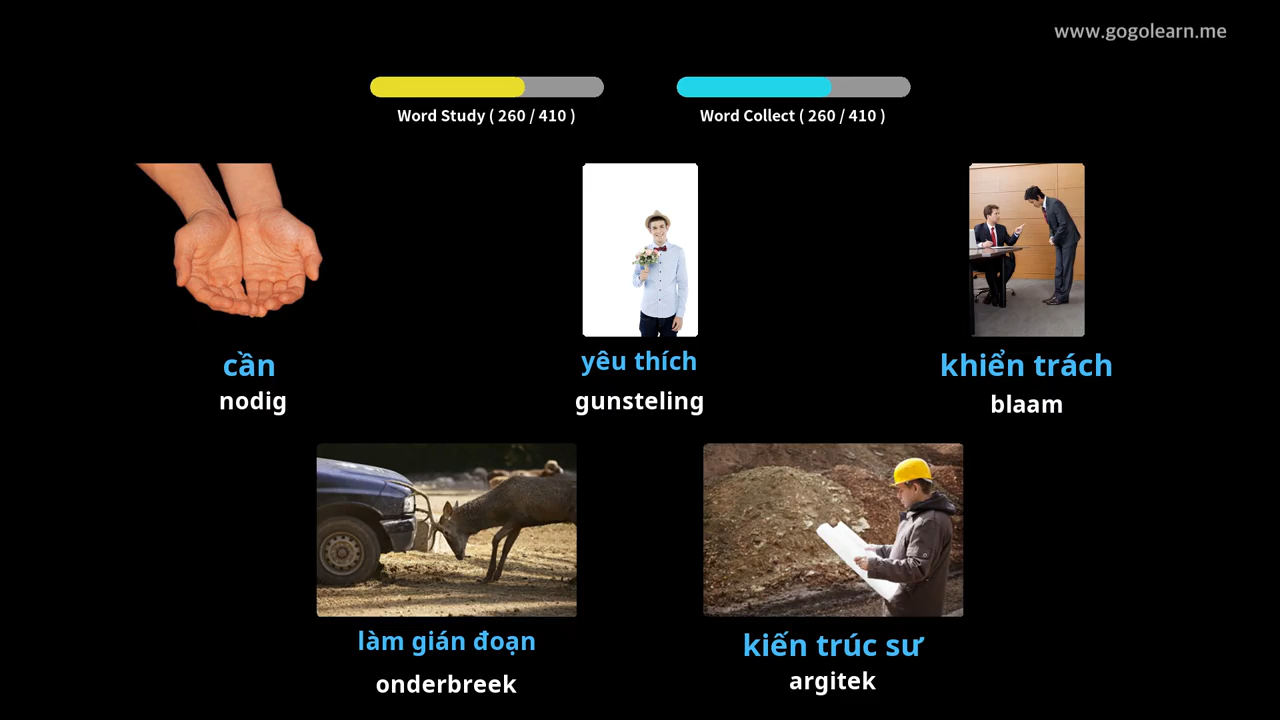 www.gogolearn.me
Word Study ( 260 / 410 )
Word Collect ( 260 / 410 )
cần
nodig
yêu thích
gunsteling
khiển trách
blaam
làm gián đoạn
onderbreek
kiến trúc sư
argitek